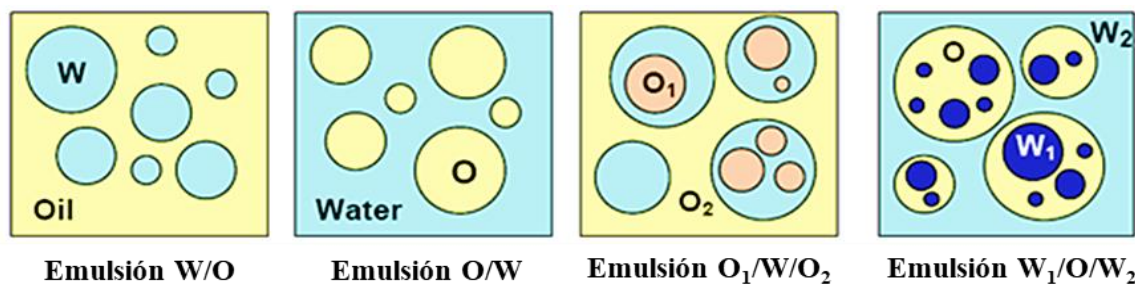 W
Oil
Water
O
O₁
O₂
O
W₂
W₁
Emulsión W/O
Emulsión O/W
Emulsión O₁/W/O₂
Emulsión W₁/O/W₂